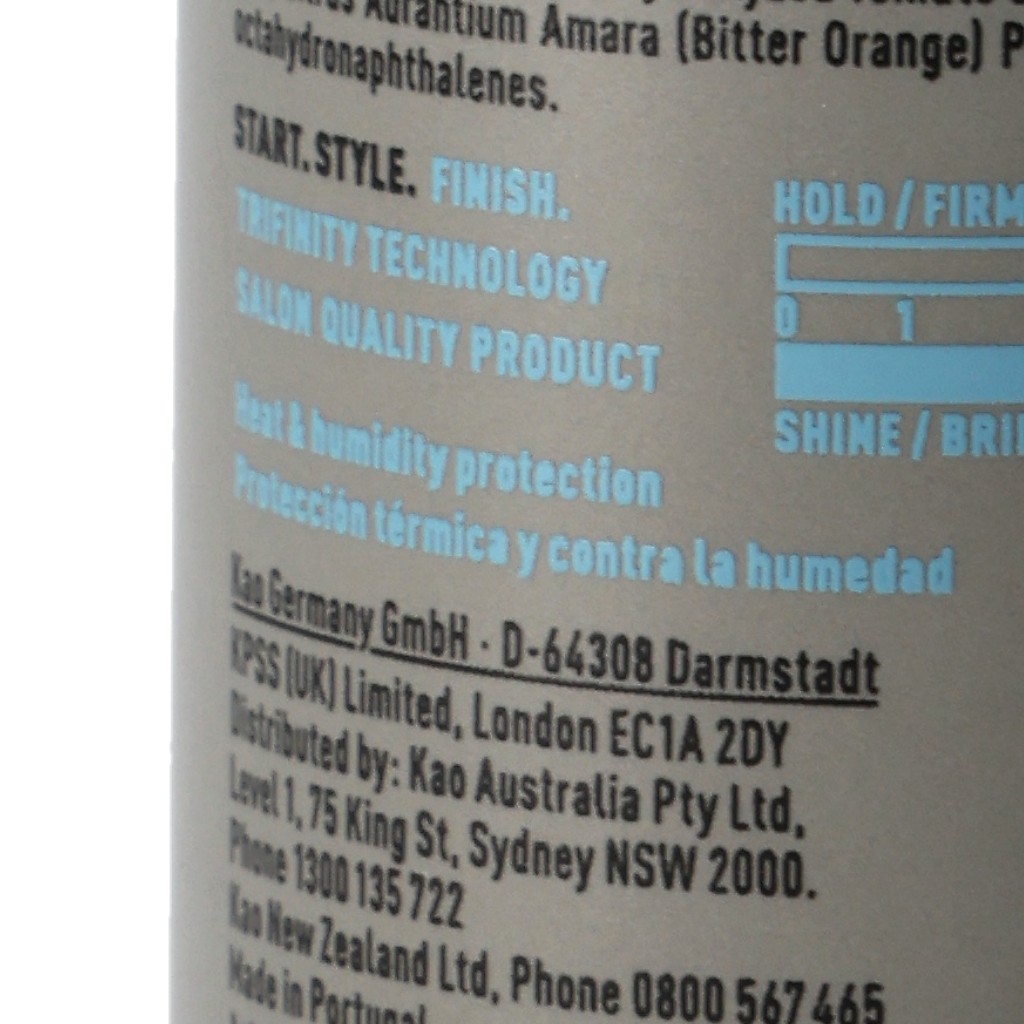 Aurantium Amara (Bitter Orange)
octahydronaphthalenes.
START. STYLE. FINISH.
TRIFINITY TECHNOLOGY
SALON QUALITY PRODUCT
HOLD / FIRM
0 1
SHINE / BRI
Heat & humidity protection
Protección térmica y contra la humedad
Kao Germany GmbH · D-64308 Darmstadt
KPSS (UK) Limited, London EC1A 2DY
Distributed by: Kao Australia Pty Ltd,
Level 1, 75 King St, Sydney NSW 2000.
Phone 1300 135 722
Kao New Zealand Ltd, Phone 0800 567 465
Made in Portugal